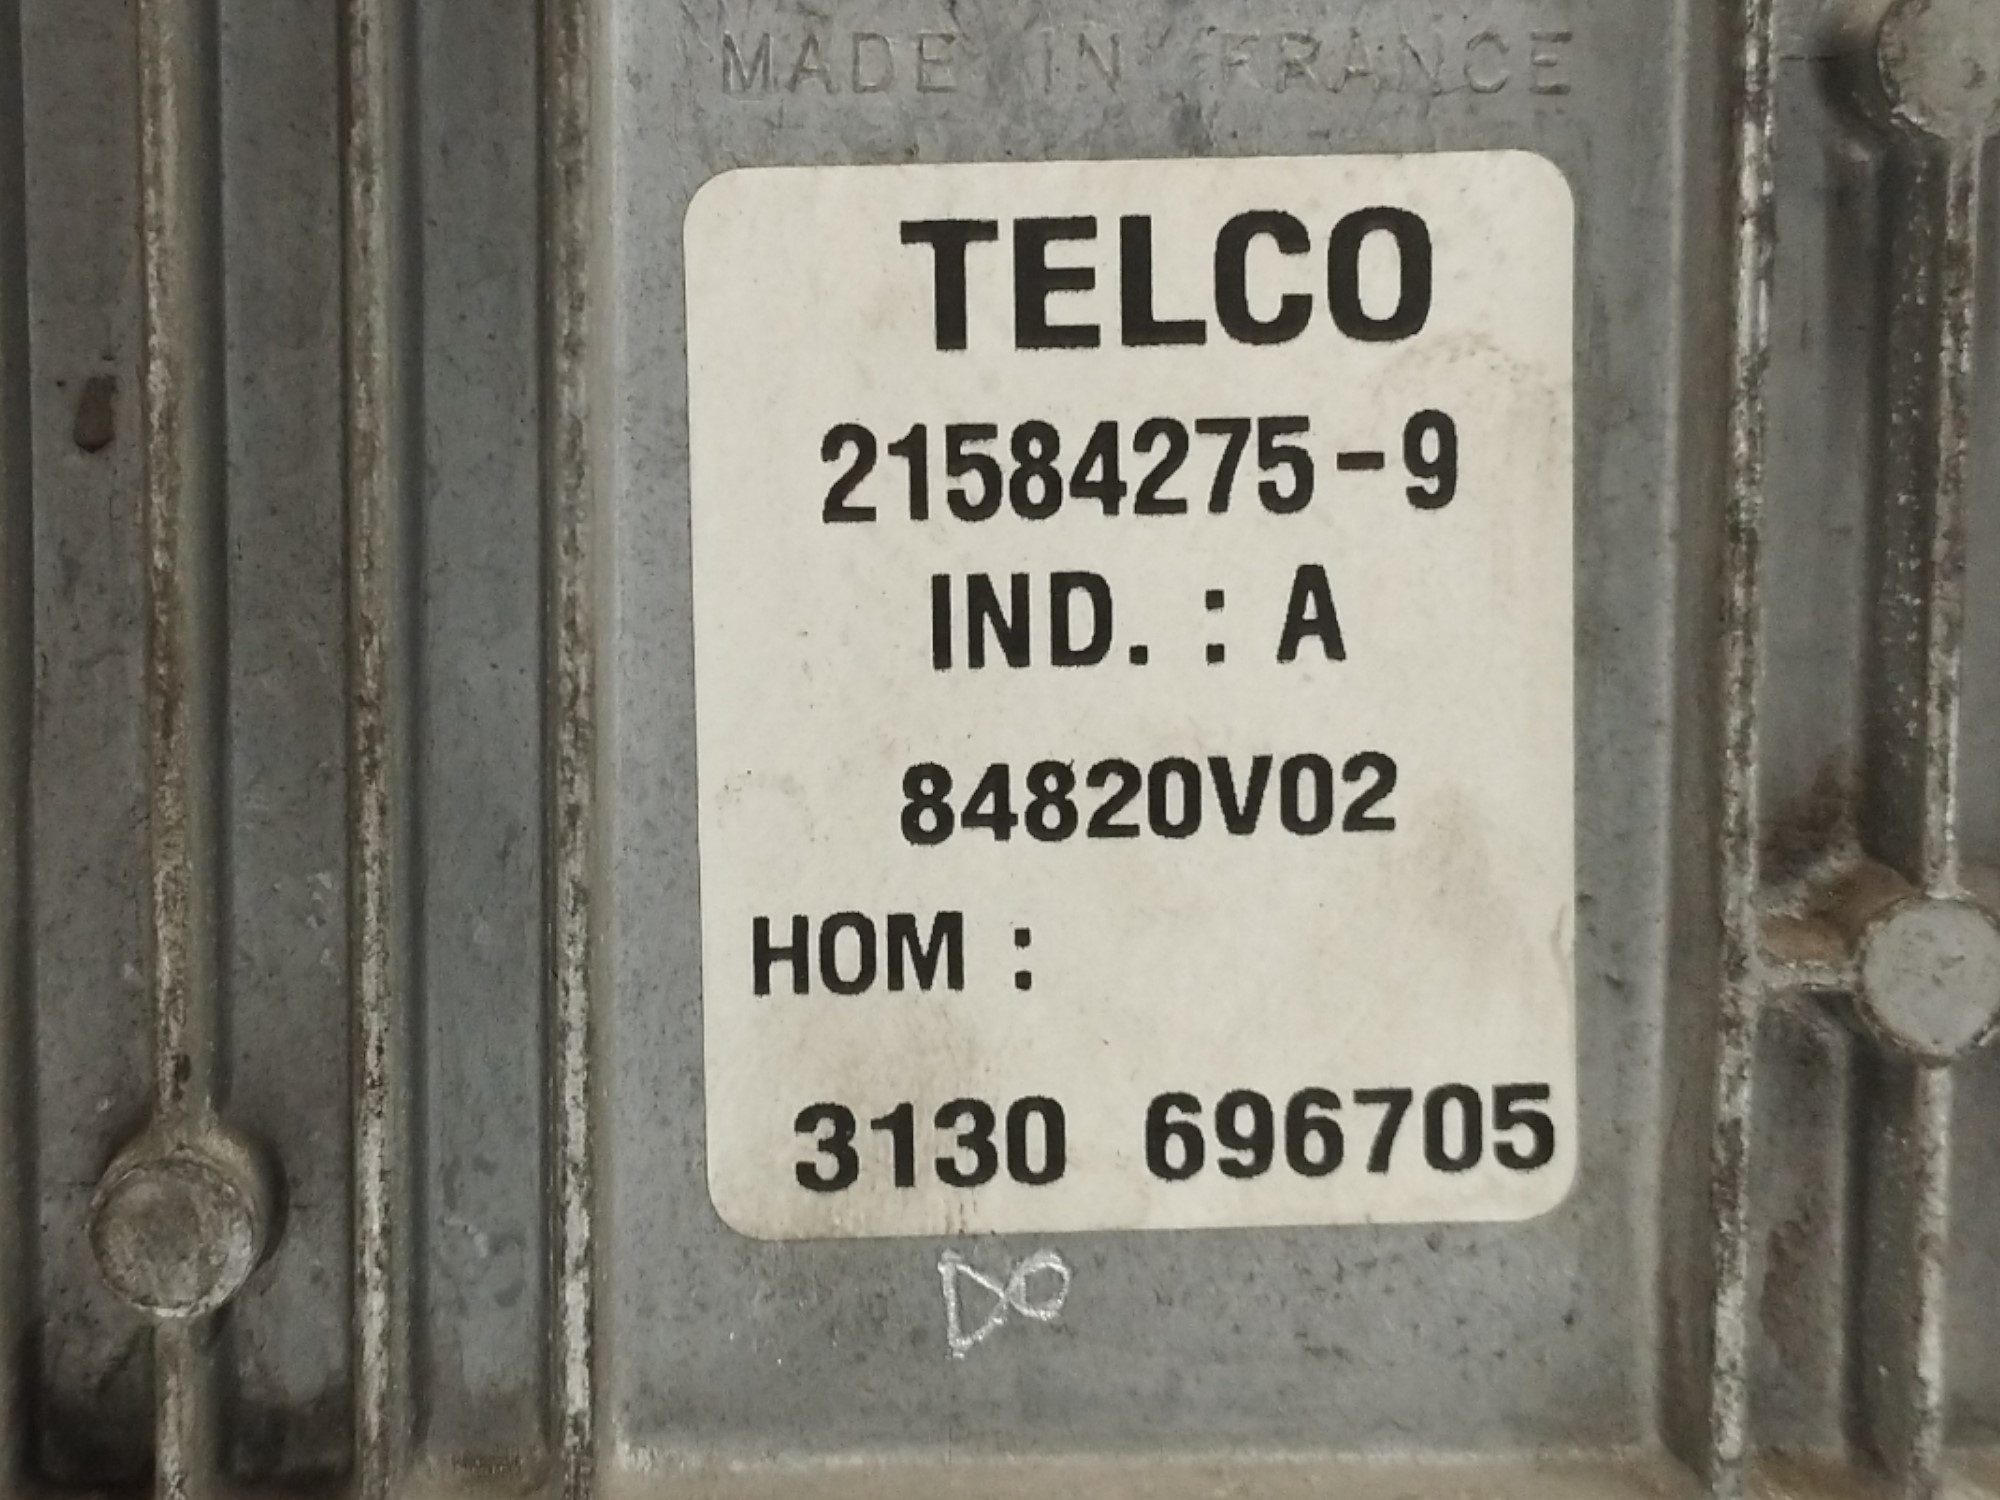 MADE IN FRANCE
TELCO
21584275-9
IND. : A
84820V02
HOM :
3130 696705